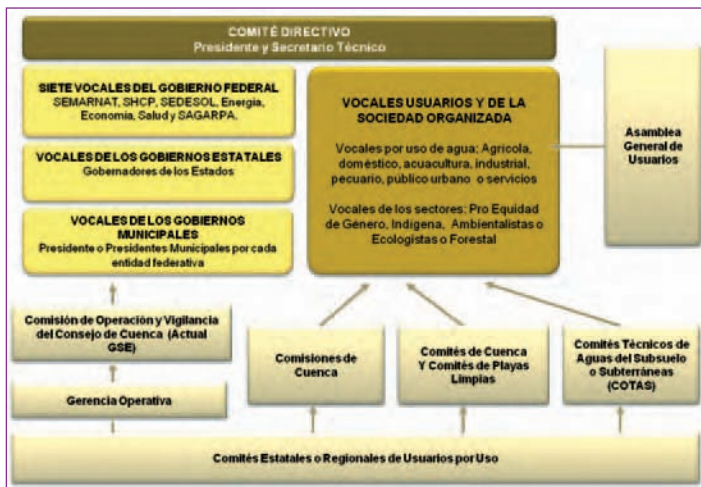 COMITÉ DIRECTIVO
Presidente y Secretario Técnico
SIETE VOCALES DEL GOBIERNO FEDERAL
SEMARNAT, SHCP, SEDESOL, Energía,
Economía, Salud y SAGARPA.
VOCALES DE LOS GOBIERNOS ESTATALES
Gobernadores de los Estados
VOCALES DE LOS GOBIERNOS
MUNICIPALES
Presidente o Presidentes Municipales por cada
entidad federativa
VOCALES USUARIOS Y DE LA
SOCIEDAD ORGANIZADA
Vocales por uso de agua: Agrícola,
doméstico, acuacultura, industrial,
pecuario, público urbano o servicios
Vocales de los sectores: Pro Equidad
de Género, Indígena, Ambientalistas o
Ecologistas o Forestal
Asamblea
General de
Usuarios
Comisión de Operación y Vigilancia
del Consejo de Cuenca (Actual
GSE)
Gerencia Operativa
Comisiones de
Cuenca
Comités de Cuenca
Y Comités de Playas
Limpias
Comités Técnicos de
Aguas del Subsuelo
o Subterráneas
(COTAS)
Comités Estatales o Regionales de Usuarios por Uso